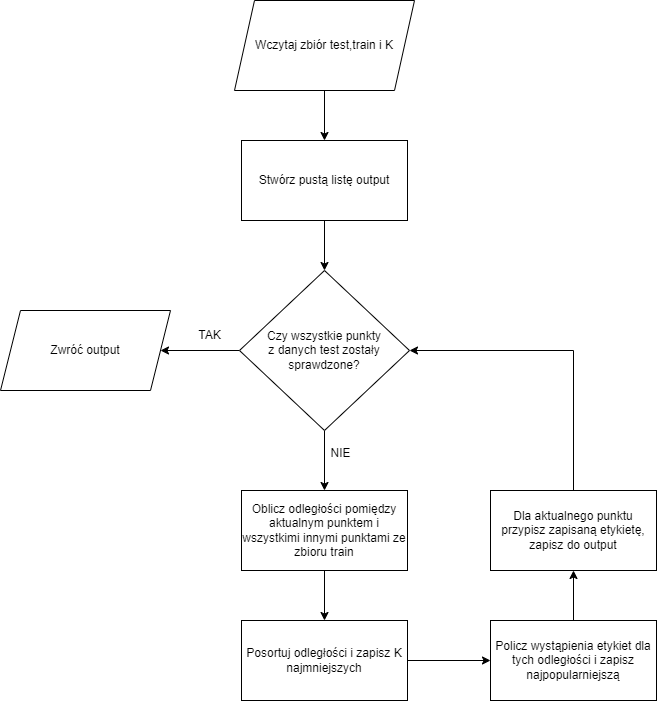 Wczytaj zbiór test,train i K
Stwórz pustą listę output
Czy wszystkie punkty
z danych test zostały
sprawdzone?
TAK
Zwróć output
NIE
Oblicz odległości pomiędzy
aktualnym punktem i
wszystkimi innymi punktami ze
zbioru train
Posortuj odległości i zapisz K
najmniejszych
Policz wystąpienia etykiet dla
tych odległości i zapisz
najpopularniejszą
Dla aktualnego punktu
przypisz zapisaną etykietę,
zapisz do output